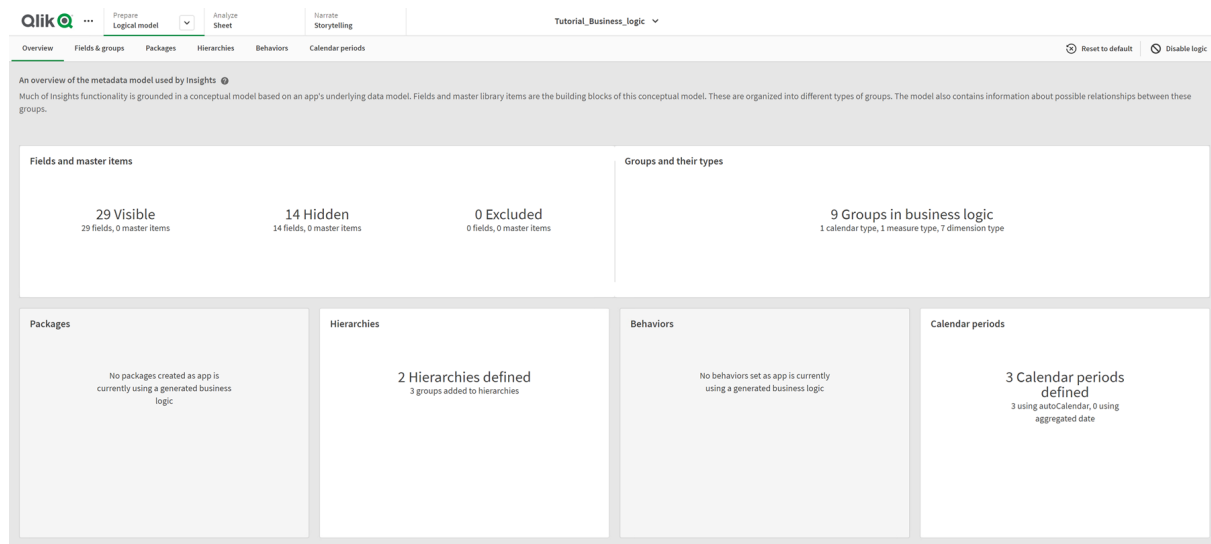 Qlik
Prepare
Logical model
Analyze
Sheet
Narrate
Storytelling
Tutorial_Business_logic
Overview
Fields & groups
Packages
Hierarchies
Behaviors
Calendar periods
Reset to default
Disable logic
An overview of the metadata model used by Insights
Much of Insights functionality is grounded in a conceptual model based on an app's underlying data model. Fields and master library items are the building blocks of this conceptual model. These are organized into different types of groups. The model also contains information about possible relationships between these
groups.
Fields and master items
29 Visible
29 fields, 0 master items
14 Hidden
14 fields, 0 master items
0 Excluded
0 fields, 0 master items
Groups and their types
9 Groups in business logic
1 calendar type, 1 measure type, 7 dimension type
Packages
No packages created as app is
currently using a generated business
logic
Hierarchies
2 Hierarchies defined
3 groups added to hierarchies
Behaviors
No behaviors set as app is currently
using a generated business logic
Calendar periods
3 Calendar periods
defined
3 using autoCalendar, 0 using
aggregated date